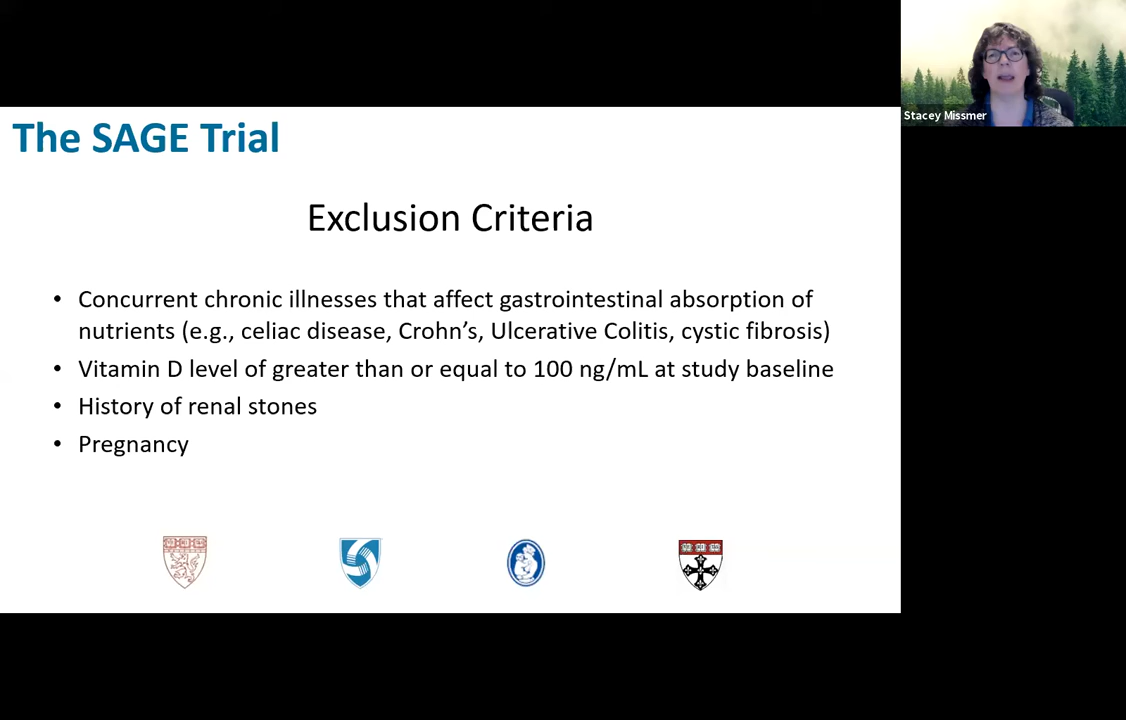 The SAGE Trial
Stacey Missmer
Exclusion Criteria
• Concurrent chronic illnesses that affect gastrointestinal absorption of
nutrients (e.g., celiac disease, Crohn’s, Ulcerative Colitis, cystic fibrosis)
• Vitamin D level of greater than or equal to 100 ng/mL at study baseline
• History of renal stones
• Pregnancy